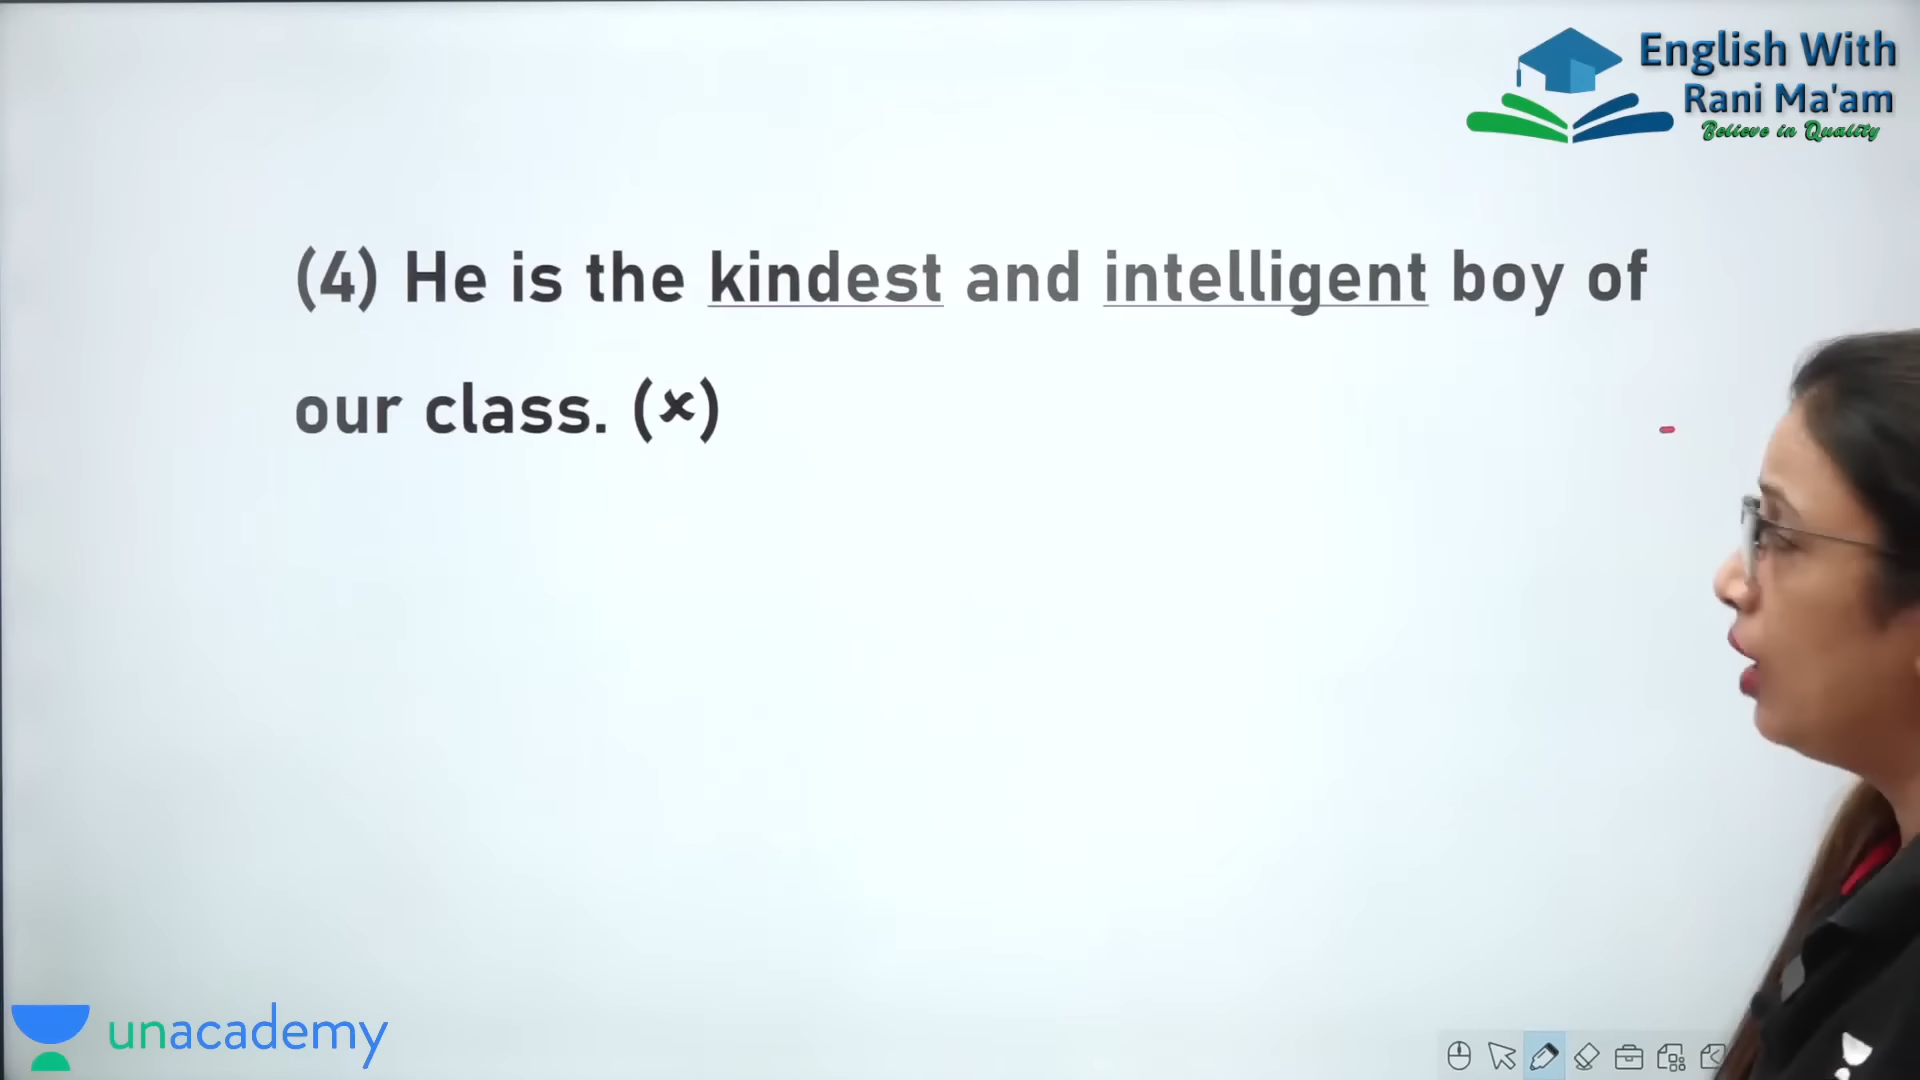 English With
Rani Ma'am
Believe in Quality
(4) He is the kindest and intelligent boy of
our class. (×)
unacademy